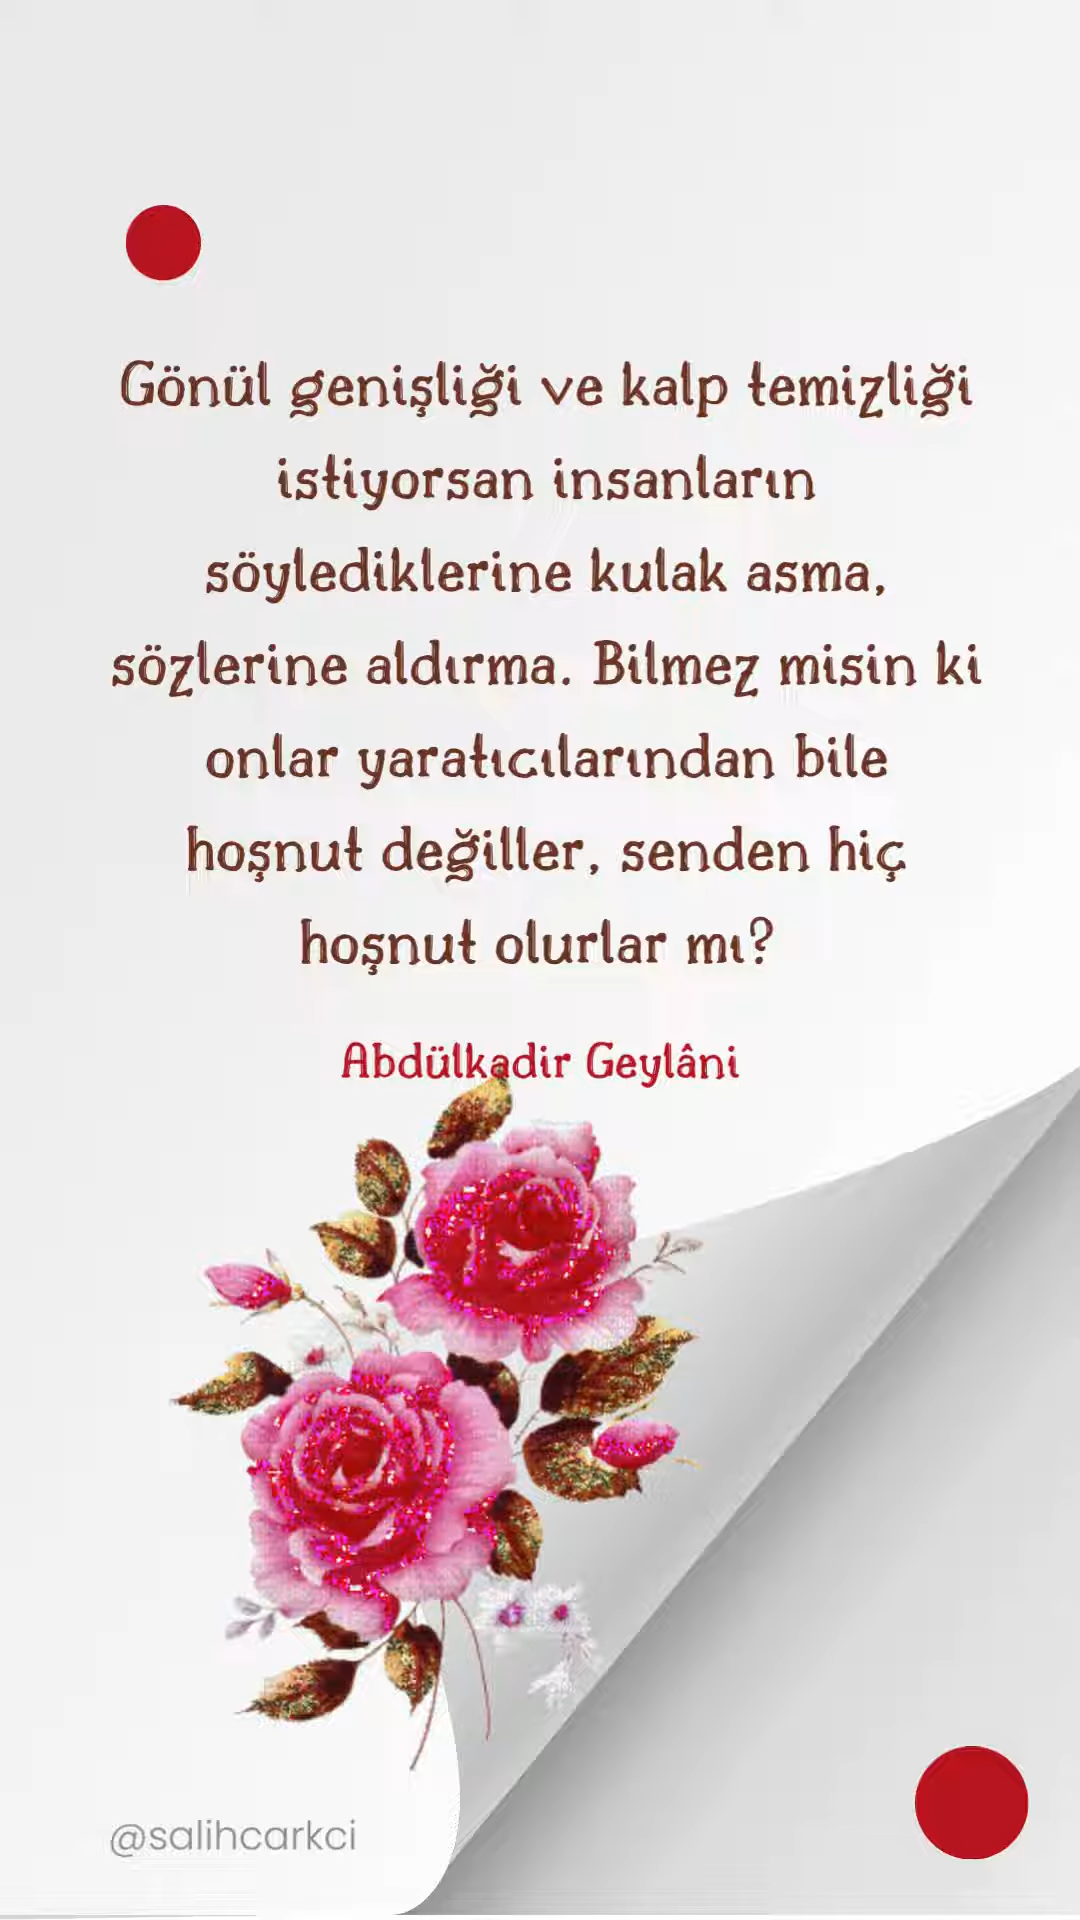 Gönül genişliği ve kalp temizliği
istiyorsan insanların
söylediklerine kulak asma,
sözlerine aldırma. Bilmez misin ki
onlar yaratıcılarından bile
hoşnut değiller, senden hiç
hoşnut olurlar mı?
Abdülkadir Geylâni
@salihcarkci